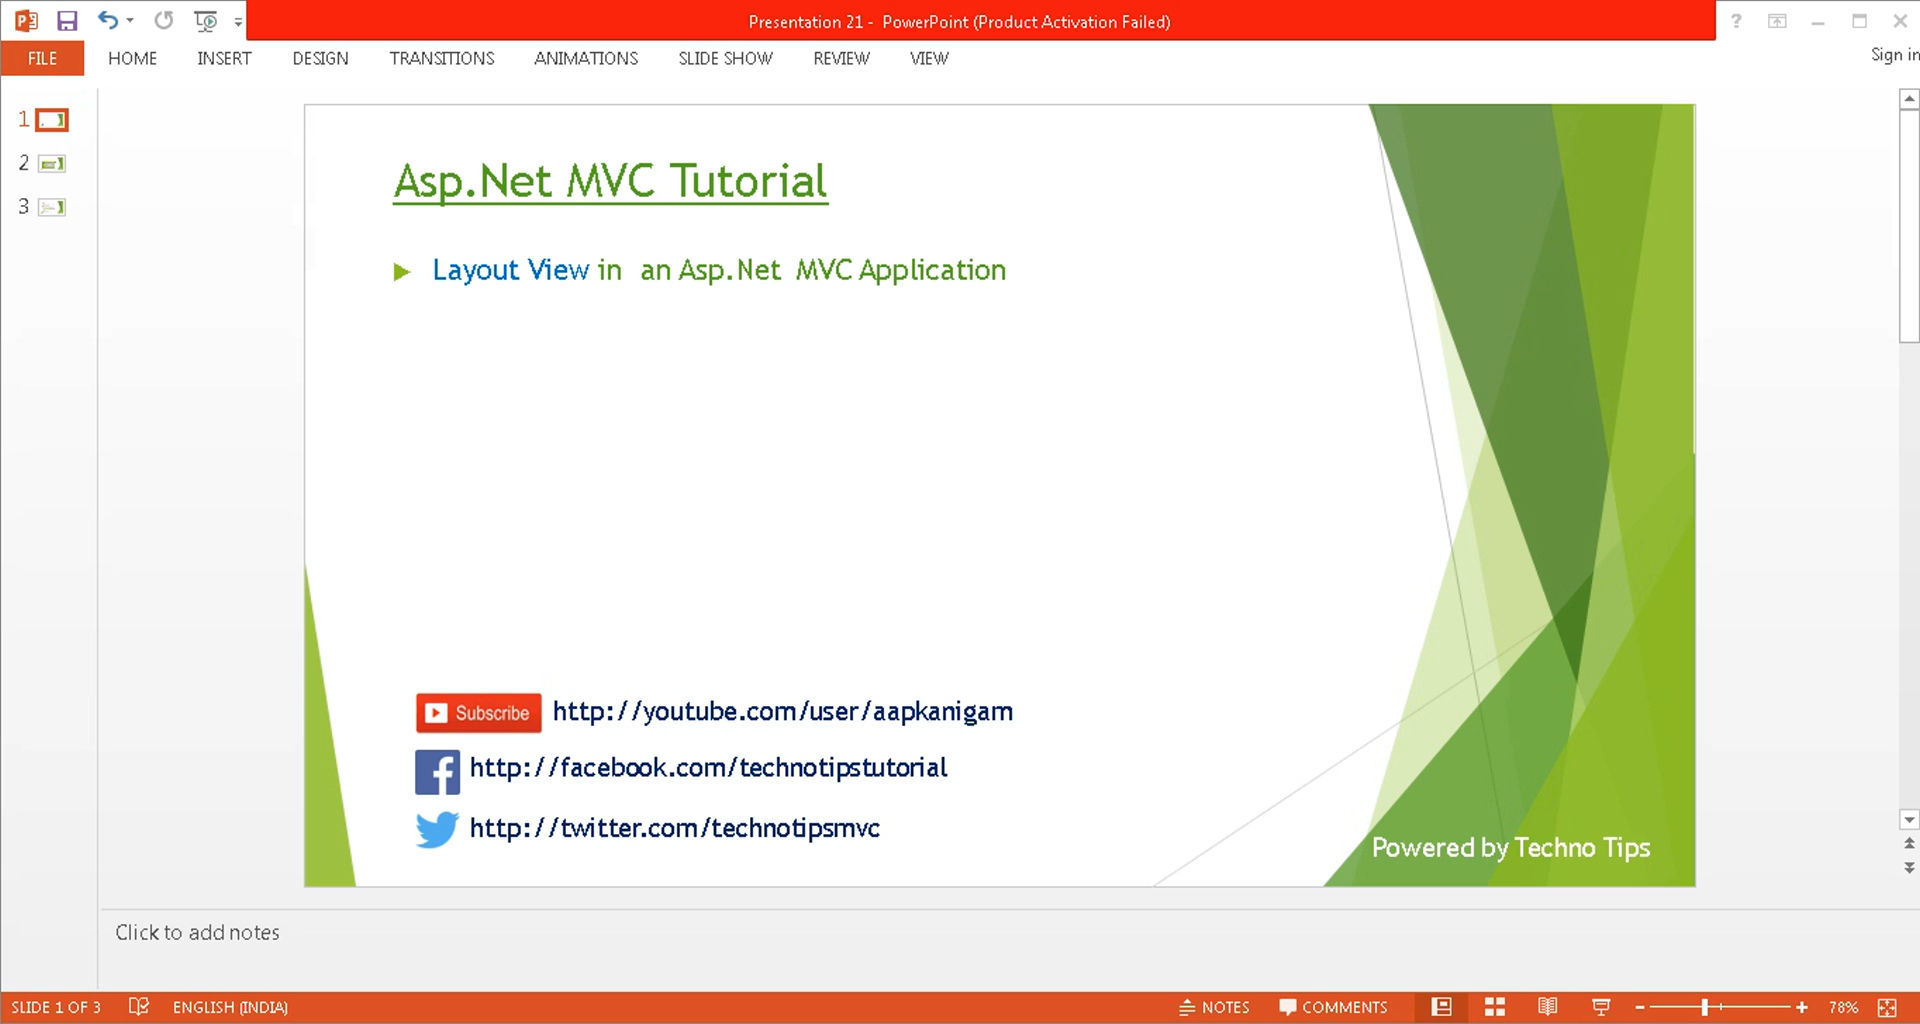 Presentation 21 - PowerPoint (Product Activation Failed)
?
FILE HOME INSERT DESIGN TRANSITIONS ANIMATIONS SLIDE SHOW REVIEW VIEW
Sign in
1
2
3
Asp.Net MVC Tutorial
Layout View in an Asp.Net MVC Application
Subscribe http://youtube.com/user/aapkanigam
http://facebook.com/technotipstutorial
http://twitter.com/technotipsmvc
Powered by Techno Tips
Click to add notes
SLIDE 1 OF 3 ENGLISH (INDIA) NOTES COMMENTS 78%